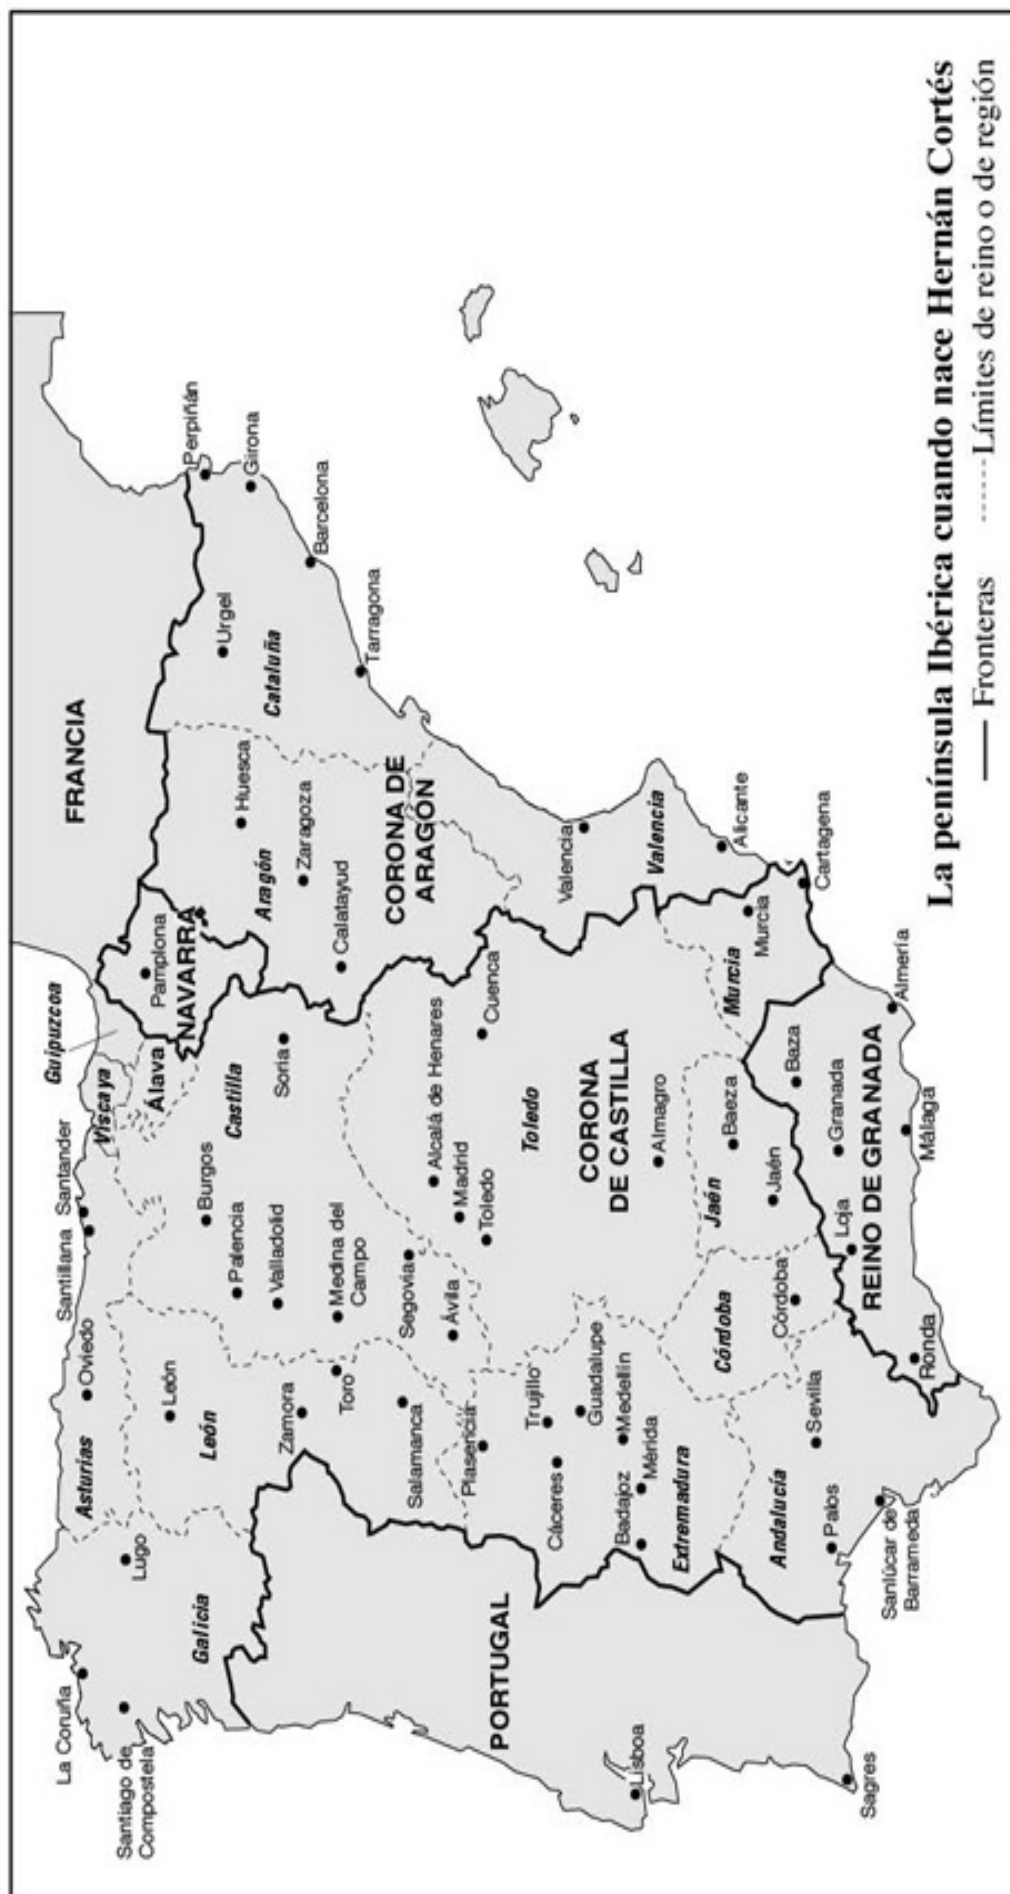 La Coruña
Santiago de
Compostela
Lugo
Galicia
Asturias
Oviedo
Santillana
Santander
León
León
Zamora
Toro
Salamanca
Burgos
Palencia
Valladolid
Medina del
Campo
Segovia
Ávila
Castilla
Soria
Viscaya
Guipuzcoa
Álava
Pamplona
NAVARRA
FRANCIA
Huesca
Aragón
Zaragoza
Calatayud
CORONA DE
ARAGÓN
Urgel
Cataluña
Perpiñán
Girona
Barcelona
Tarragona
PORTUGAL
Lisboa
Sagres
Plasencia
Cáceres
Trujillo
Guadalupe
Medellín
Mérida
Badajoz
Extremadura
Alcalá de Henares
Madrid
Toledo
Toledo
Cuenca
CORONA
DE CASTILLA
Almagro
Valencia
Valencia
Alicante
Murcia
Murcia
Cartagena
Jaén
Baeza
Jaén
Córdoba
Córdoba
Andalucía
Sevilla
Palos
Sanlúcar de
Barrameda
Ronda
Loja
REINO DE GRANADA
Granada
Baza
Málaga
Almería
La península Ibérica cuando nace Hernán Cortés
Fronteras
Límites de reino o de región